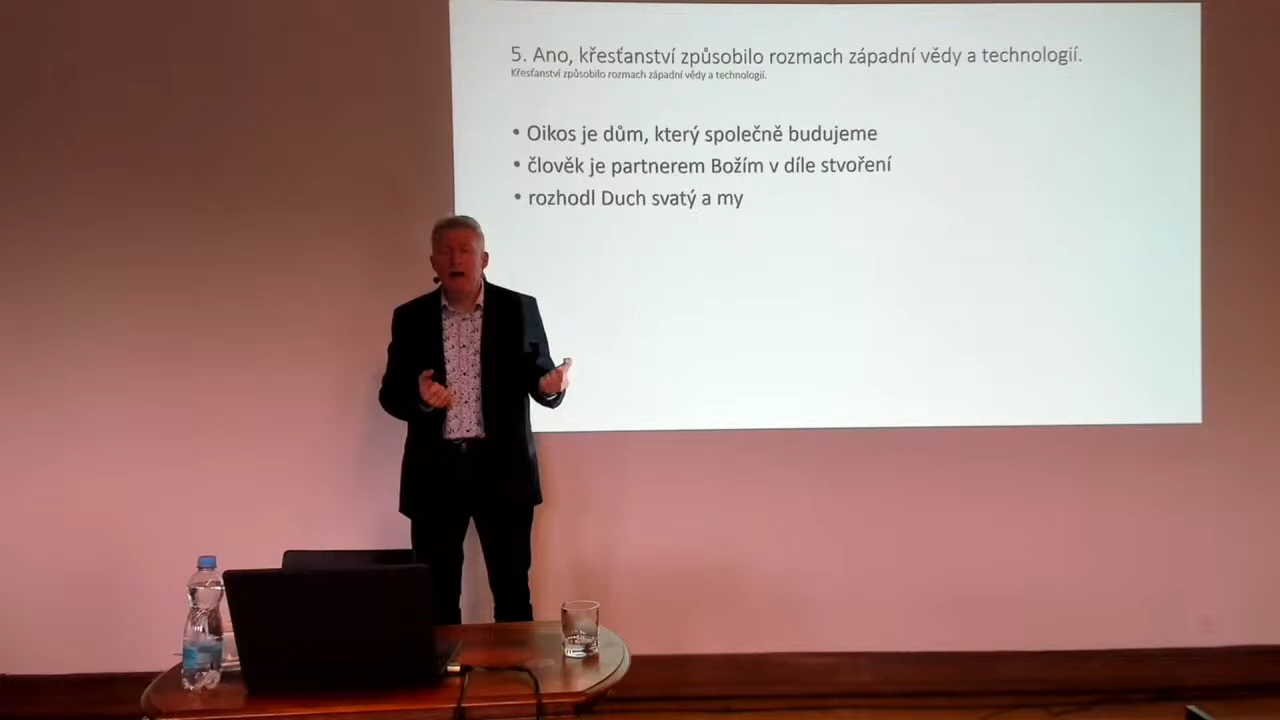 5. Ano, křesťanství způsobilo rozmach západní vědy a technologií.
Křesťanství způsobilo rozmach západní vědy a technologií.
• Oikos je dům, který společně budujeme
• člověk je partnerem Božím v díle stvoření
• rozhodl Duch svatý a my